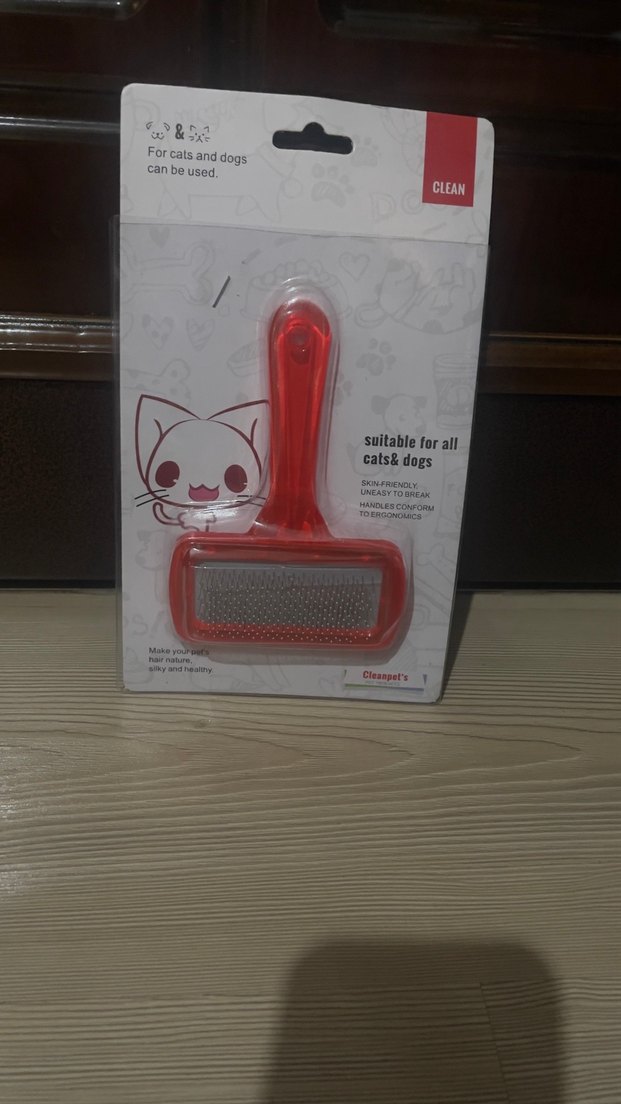 &
For cats and dogs
can be used.
CLEAN
suitable for all
cats& dogs
SKIN-FRIENDLY,
UNEASY TO BREAK
HANDLES CONFORM
TO ERGONOMICS
Make your pet's
hair nature,
silky and healthy.
Cleanpet's